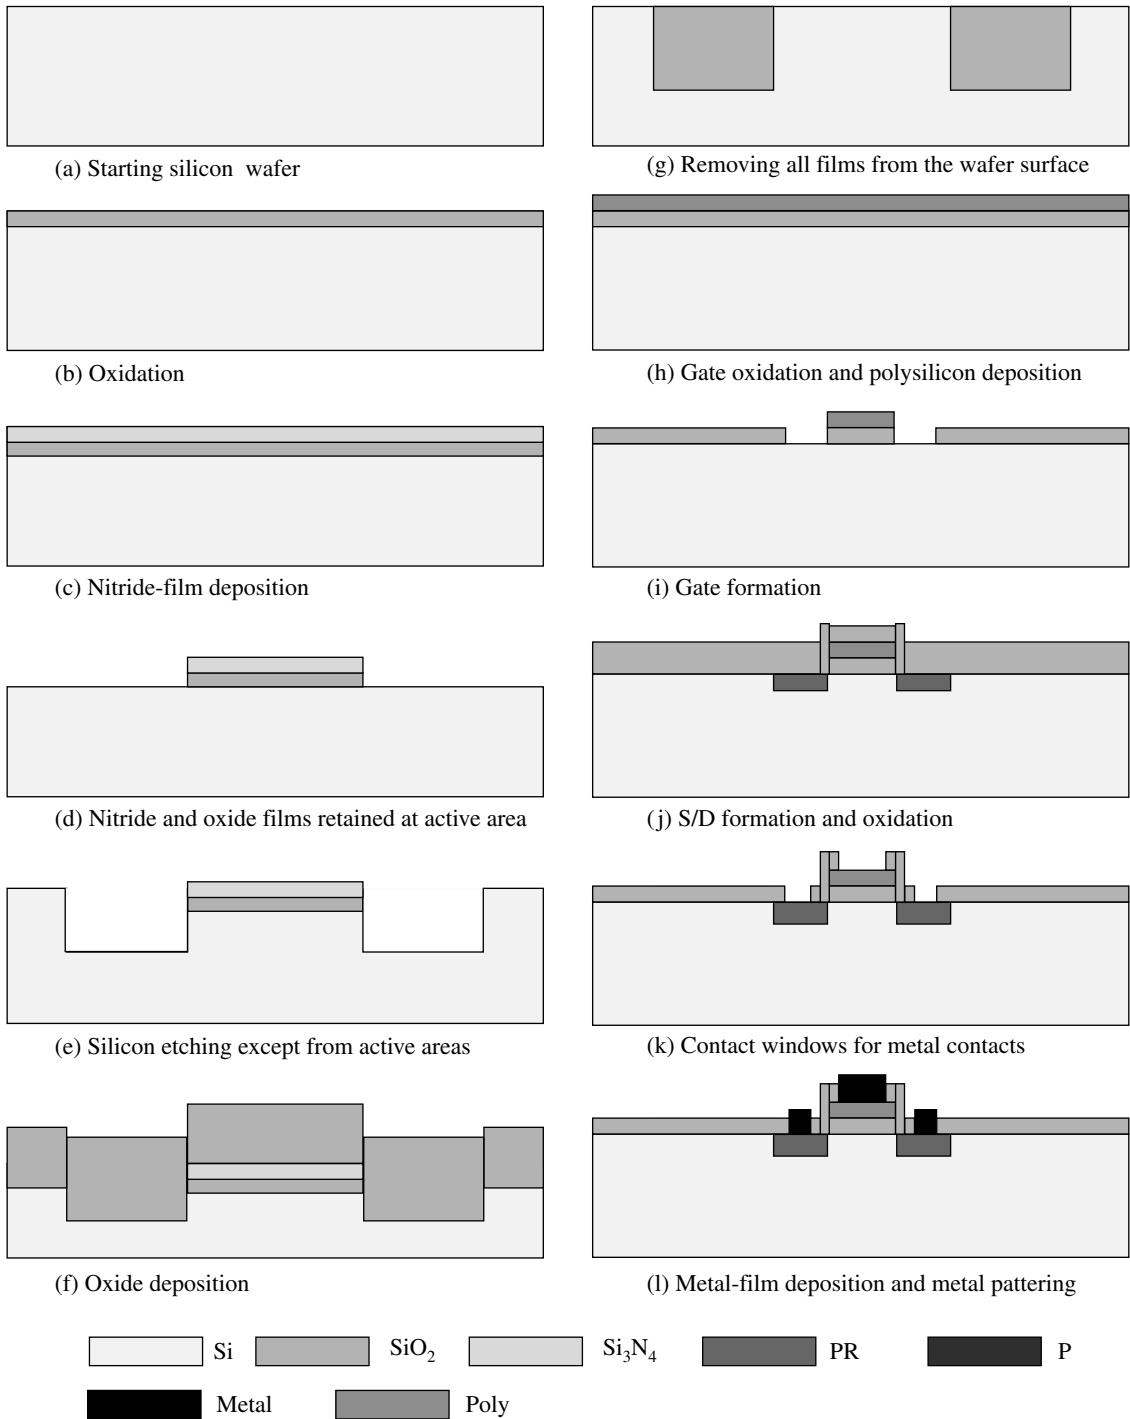 (a) Starting silicon wafer
(b) Oxidation
(c) Nitride-film deposition
(d) Nitride and oxide films retained at active area
(e) Silicon etching except from active areas
(f) Oxide deposition
(g) Removing all films from the wafer surface
(h) Gate oxidation and polysilicon deposition
(i) Gate formation
(j) S/D formation and oxidation
(k) Contact windows for metal contacts
(l) Metal-film deposition and metal pattering
Si SiO₂ Si₃N₄ PR P
Metal Poly